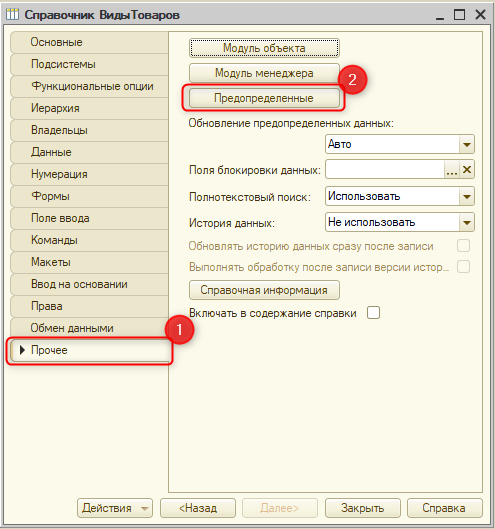 Справочник ВидыТоваров
Основные
Подсистемы
Функциональные опции
Иерархия
Владельцы
Данные
Нумерация
Формы
Поле ввода
Команды
Макеты
Ввод на основании
Права
Обмен данными
Прочее
1
Модуль объекта
Модуль менеджера
2
Предопределенные
Обновление предопределенных данных:
Авто
Поля блокировки данных:
...
Полнотекстовый поиск: Использовать
История данных: Не использовать
Обновлять историю данных сразу после записи
Выполнять обработку после записи версии истор...
Справочная информация
Включать в содержание справки
Действия <Назад Далее> Закрыть Справка